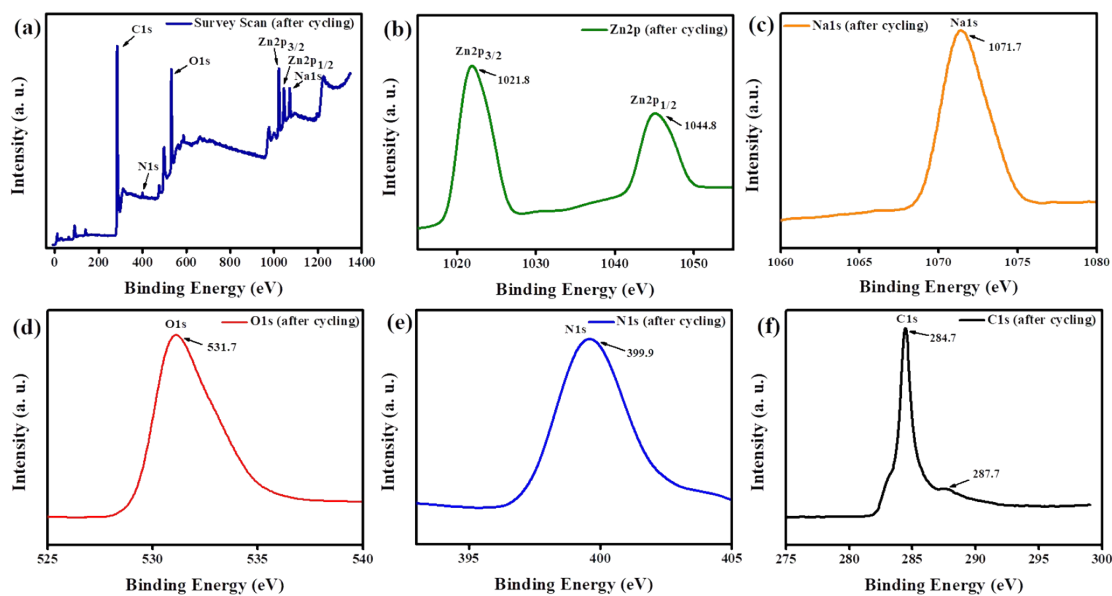 (a)
Survey Scan (after cycling)
C1s
O1s
N1s
Zn2p3/2
Zn2p1/2
Na1s
Intensity (a. u.)
0 200 400 600 800 1000 1200 1400
Binding Energy (eV)
(b)
Zn2p (after cycling)
Zn2p3/2
1021.8
Zn2p1/2
1044.8
Intensity (a. u.)
1020 1030 1040 1050
Binding Energy (eV)
(c)
Na1s (after cycling)
Na1s
1071.7
Intensity (a. u.)
1060 1065 1070 1075 1080
Binding Energy (eV)
(d)
O1s (after cycling)
O1s
531.7
Intensity (a. u.)
525 530 535 540
Binding Energy (eV)
(e)
N1s (after cycling)
N1s
399.9
Intensity (a. u.)
395 400 405
Binding Energy (eV)
(f)
C1s (after cycling)
C1s
284.7
287.7
Intensity (a. u.)
275 280 285 290 295 300
Binding Energy (eV)